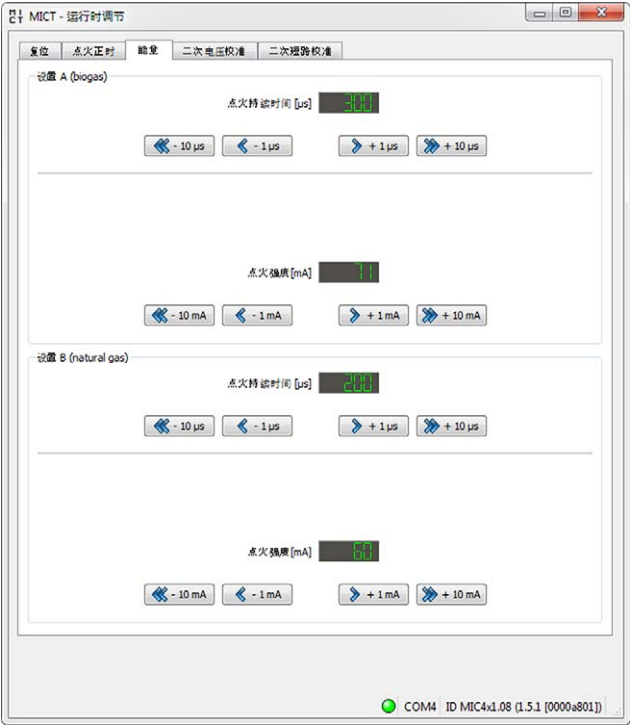 MICT - 运行时调节
复位 点火正时 能量 二次电压校准 二次短路校准
设置 A (biogas)
点火持续时间 [µs] 300
- 10 µs - 1 µs + 1 µs + 10 µs
点火强度 [mA] 71
- 10 mA - 1 mA + 1 mA + 10 mA
设置 B (natural gas)
点火持续时间 [µs] 200
- 10 µs - 1 µs + 1 µs + 10 µs
点火强度 [mA] 60
- 10 mA - 1 mA + 1 mA + 10 mA
COM4 ID MIC4x1.08 (1.5.1 [0000a801])